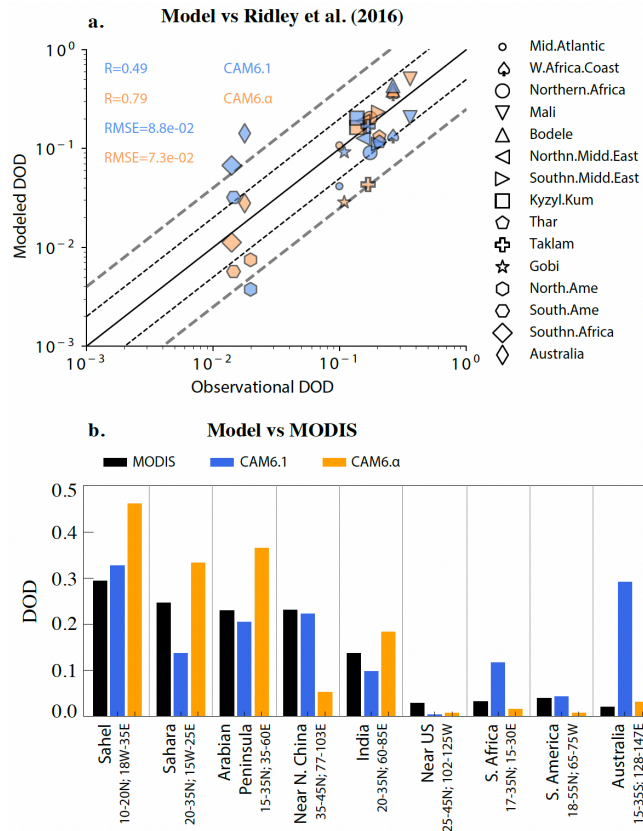 a.
Model vs Ridley et al. (2016)
10⁰
10⁻¹
10⁻²
10⁻³
Modeled DOD
R=0.49 CAM6.1
R=0.79 CAM6.α
RMSE=8.8e-02
RMSE=7.3e-02
10⁻³ 10⁻² 10⁻¹ 10⁰
Observational DOD
Mid.Atlantic
W.Africa.Coast
Northern.Africa
Mali
Bodele
Northn.Midd.East
Southn.Midd.East
Kyzyl.Kum
Thar
Taklam
Gobi
North.Ame
South.Ame
Southn.Africa
Australia
b.
Model vs MODIS
MODIS CAM6.1 CAM6.α
0.5
0.4
0.3
0.2
0.1
0.0
DOD
Sahel
10-20N; 18W-35E
Sahara
20-35N; 15W-25E
Arabian
Peninsula
15-35N; 35-60E
Near N. China
35-45N; 77-103E
India
20-35N; 60-85E
Near US
25-45N; 102-125W
S. Africa
17-35N; 15-30E
S. America
18-55N; 65-75W
Australia
15-35S; 128-147E